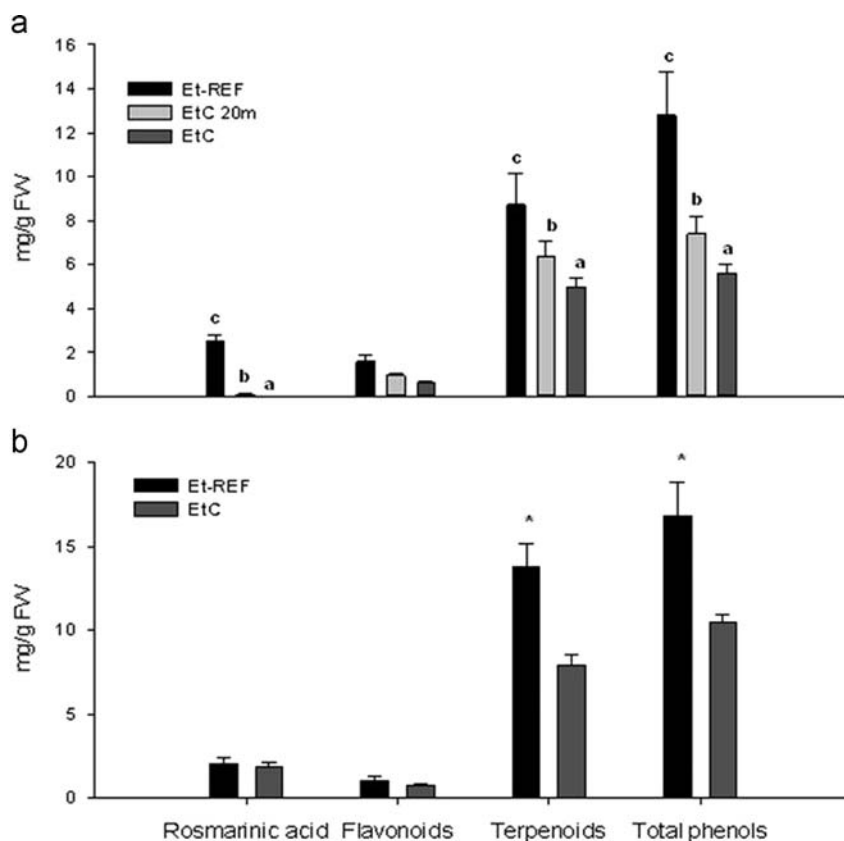 a
16
14
12
10
8
6
4
2
0
mg/g FW
Et-REF
EtC 20m
EtC
c
b
a
c
b
a
c
b
a
b
20
15
10
5
0
mg/g FW
Et-REF
EtC
*
*
Rosmarinic acid Flavonoids Terpenoids Total phenols